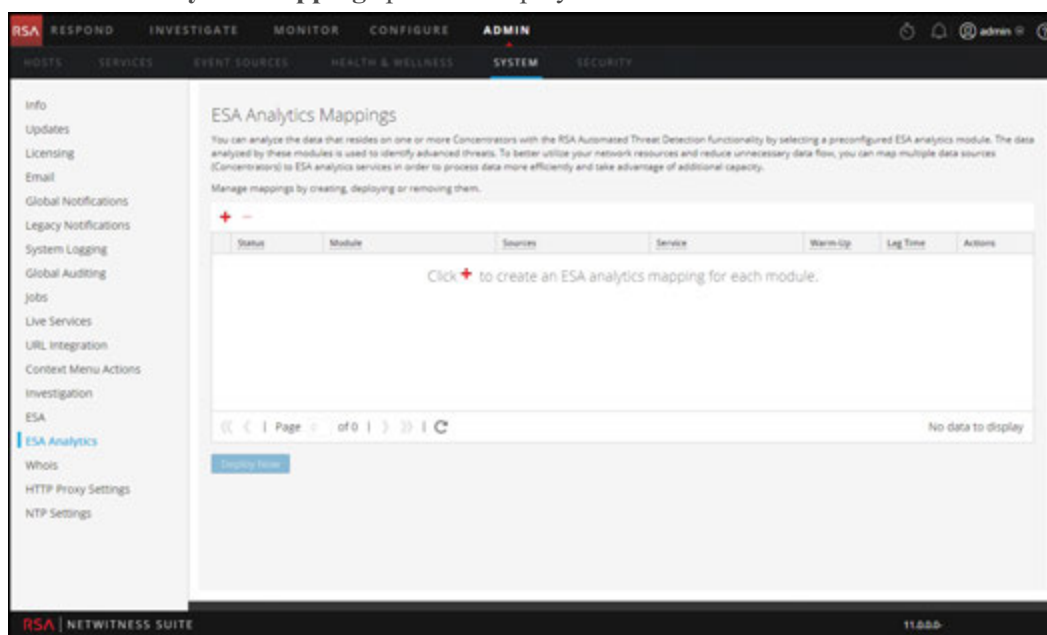 RSA RESPOND INVESTIGATE MONITOR CONFIGURE ADMIN admin
HOSTS SERVICES EVENT SOURCES HEALTH & WELLNESS SYSTEM SECURITY
Info
Updates
Licensing
Email
Global Notifications
Legacy Notifications
System Logging
Global Auditing
Jobs
Live Services
URL Integration
Context Menu Actions
Investigation
ESA
ESA Analytics
Whois
HTTP Proxy Settings
NTP Settings
ESA Analytics Mappings
You can analyze the data that resides on one or more Concentrators with the RSA Automated Threat Detection functionality by selecting a preconfigured ESA analytics module. The data
analyzed by these modules is used to identify advanced threats. To better utilize your network resources and reduce unnecessary data flow, you can map multiple data sources
(Concentrators) to ESA analytics services in order to process data more efficiently and take advantage of additional capacity.
Manage mappings by creating, deploying or removing them.
Status Module Sources Service Warm-Up Lag Time Actions
Click + to create an ESA analytics mapping for each module.
Page of 0 No data to display
Deploy Now
RSA | NETWITNESS SUITE 11.0.0.0-